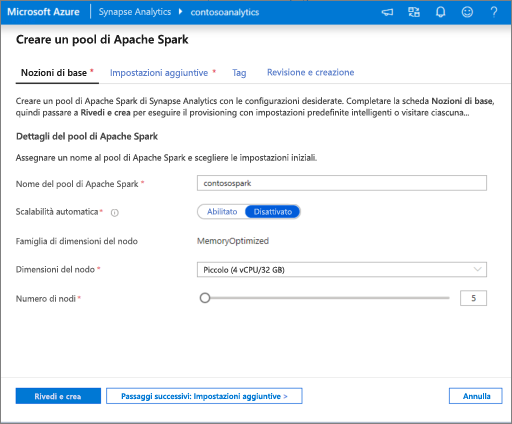 Microsoft Azure Synapse Analytics contosoanalytics ?
Creare un pool di Apache Spark
Nozioni di base * Impostazioni aggiuntive * Tag Revisione e creazione
Creare un pool di Apache Spark di Synapse Analytics con le configurazioni desiderate. Completare la scheda Nozioni di base,
quindi passare a Rivedi e crea per eseguire il provisioning con impostazioni predefinite intelligenti o visitare ciascuna...
Dettagli del pool di Apache Spark
Assegnare un nome al pool di Apache Spark e scegliere le impostazioni iniziali.
Nome del pool di Apache Spark * contosospark
Scalabilità automatica* Abilitato Disattivato
Famiglia di dimensioni del nodo MemoryOptimized
Dimensioni del nodo * Piccolo (4 vCPU/32 GB)
Numero di nodi* 5
Rivedi e crea Passaggi successivi: Impostazioni aggiuntive > Annulla